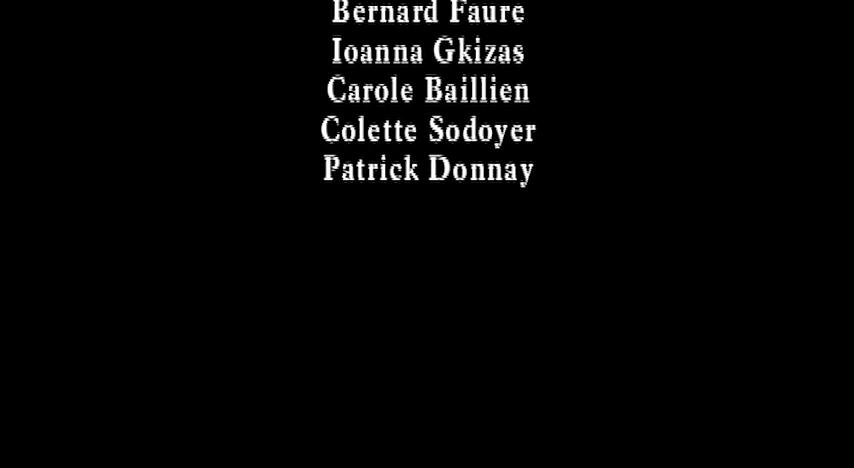 Bernard Faure
Ioanna Gkizas
Carole Baillien
Colette Sodoyer
Patrick Donnay